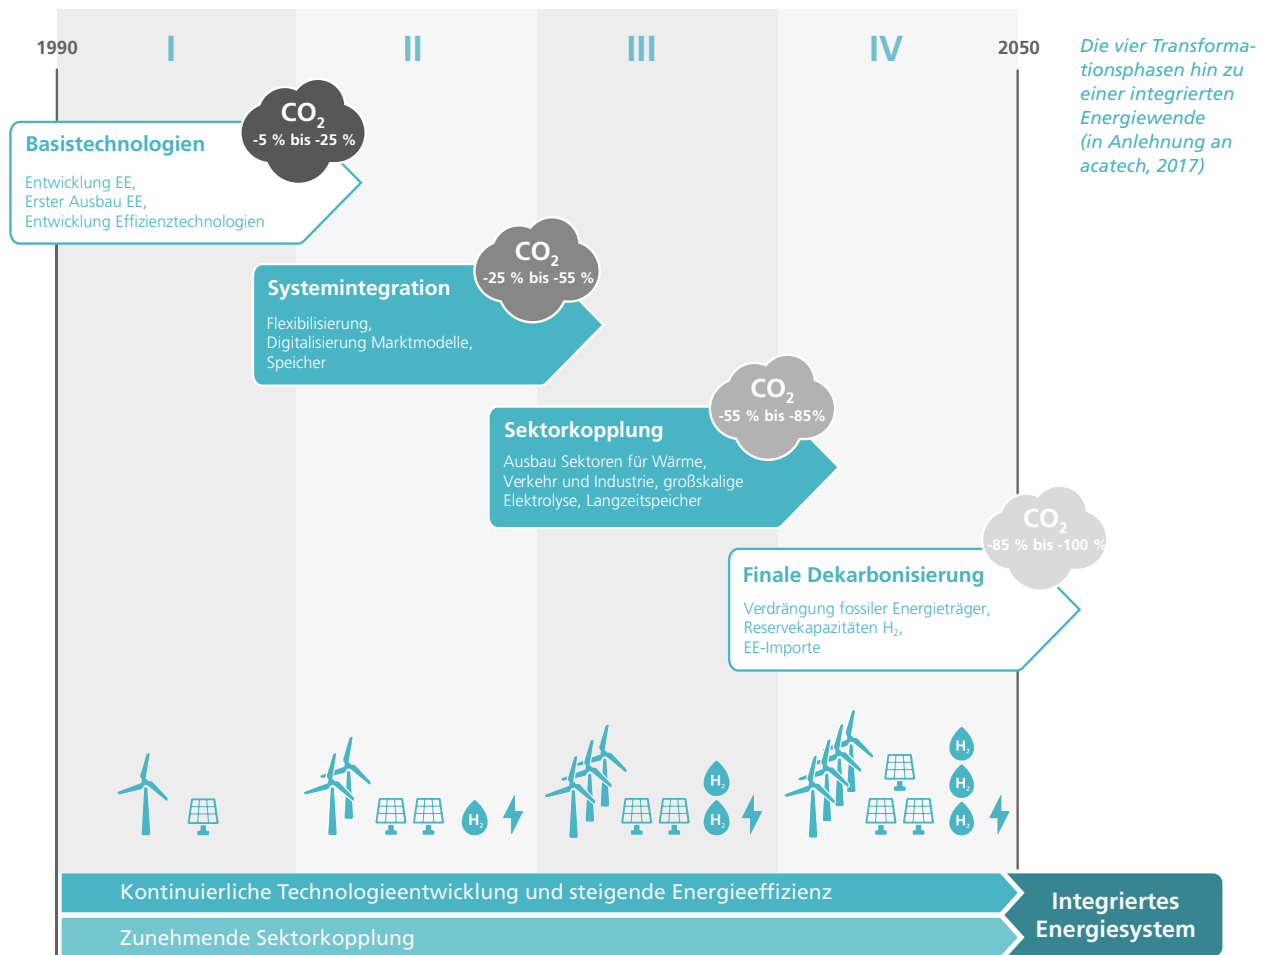 1990
I
II
III
IV
2050
Die vier Transforma-
tionsphasen hin zu
einer integrierten
Energiewende
(in Anlehnung an
acatech, 2017)
CO₂
-5 % bis -25 %
Basistechnologien
Entwicklung EE,
Erster Ausbau EE,
Entwicklung Effizienztechnologien
CO₂
-25 % bis -55 %
Systemintegration
Flexibilisierung,
Digitalisierung Marktmodelle,
Speicher
CO₂
-55 % bis -85%
Sektorkopplung
Ausbau Sektoren für Wärme,
Verkehr und Industrie, großskalige
Elektrolyse, Langzeitspeicher
CO₂
-85 % bis -100 %
Finale Dekarbonisierung
Verdrängung fossiler Energieträger,
Reservekapazitäten H₂,
EE-Importe
H₂
H₂
H₂
H₂
H₂
H₂
Kontinuierliche Technologieentwicklung und steigende Energieeffizienz
Zunehmende Sektorkopplung
Integriertes
Energiesystem